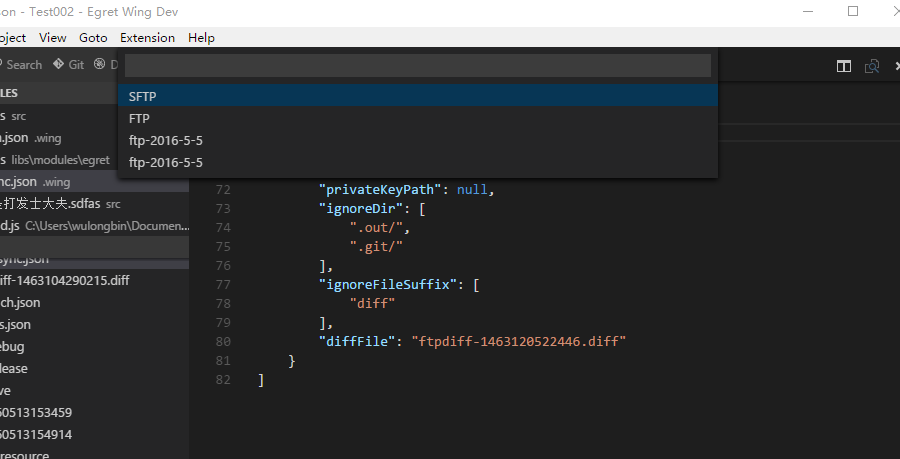 son - Test002 - Egret Wing Dev
oject View Goto Extension Help
Search Git D
LES
s src
n.json .wing
s libs\modules\egret
nc.json .wing
打发士大夫.sdfas src
d.js C:\Users\wulongbin\Documen...
sync.json
iff-1463104290215.diff
ch.json
s.json
ebug
lease
ve
60513153459
60513154914
resource
SFTP
FTP
ftp-2016-5-5
ftp-2016-5-5
72 "privateKeyPath": null,
73 "ignoreDir": [
74 ".out/",
75 ".git/"
76 ],
77 "ignoreFileSuffix": [
78 "diff"
79 ],
80 "diffFile": "ftpdiff-1463120522446.diff"
81 }
82 ]